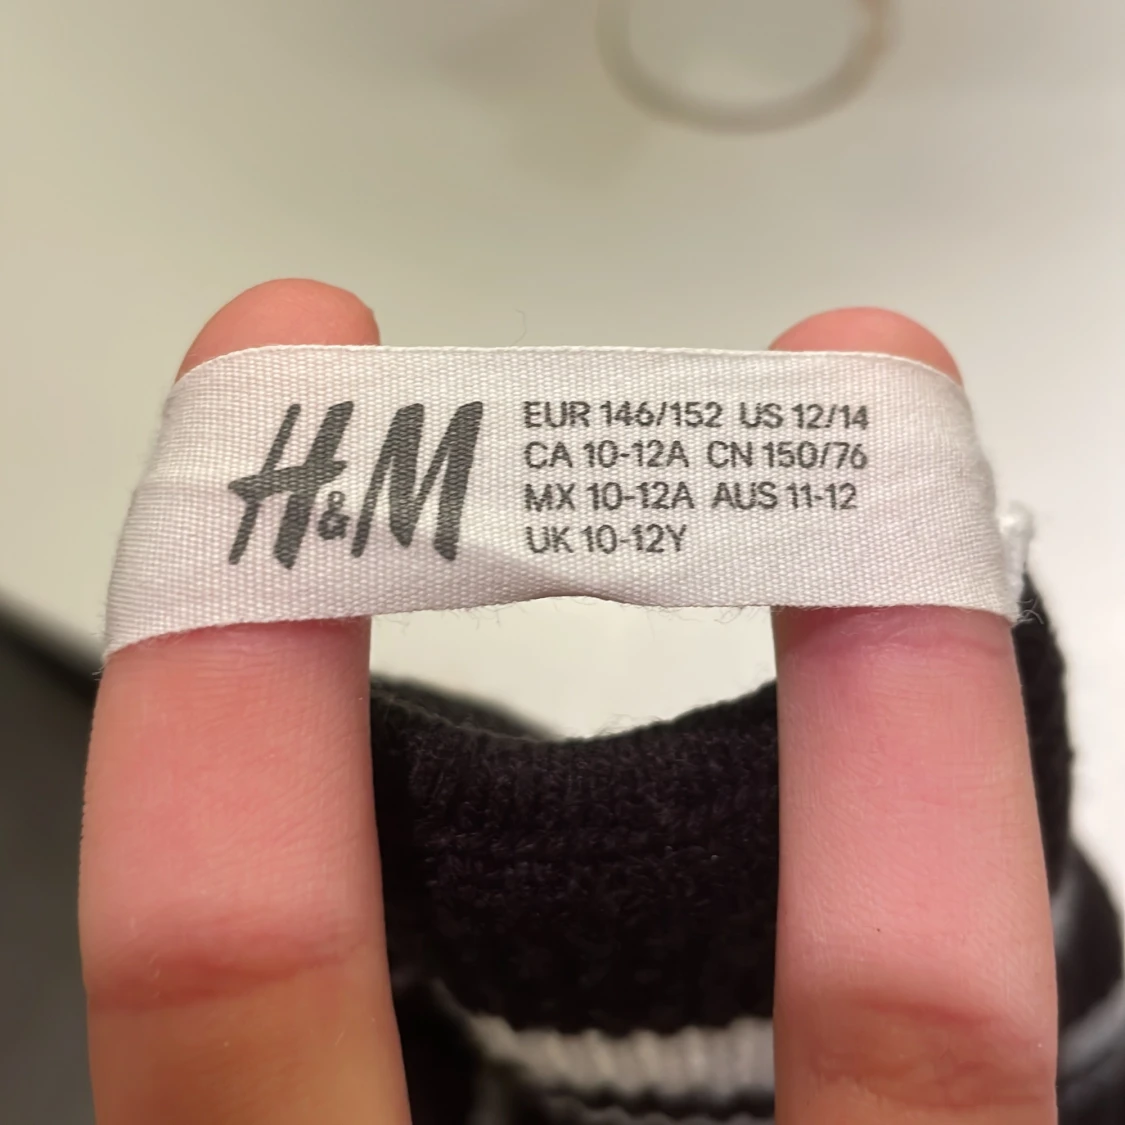 H&M
EUR 146/152 US 12/14
CA 10-12A CN 150/76
MX 10-12A AUS 11-12
UK 10-12Y